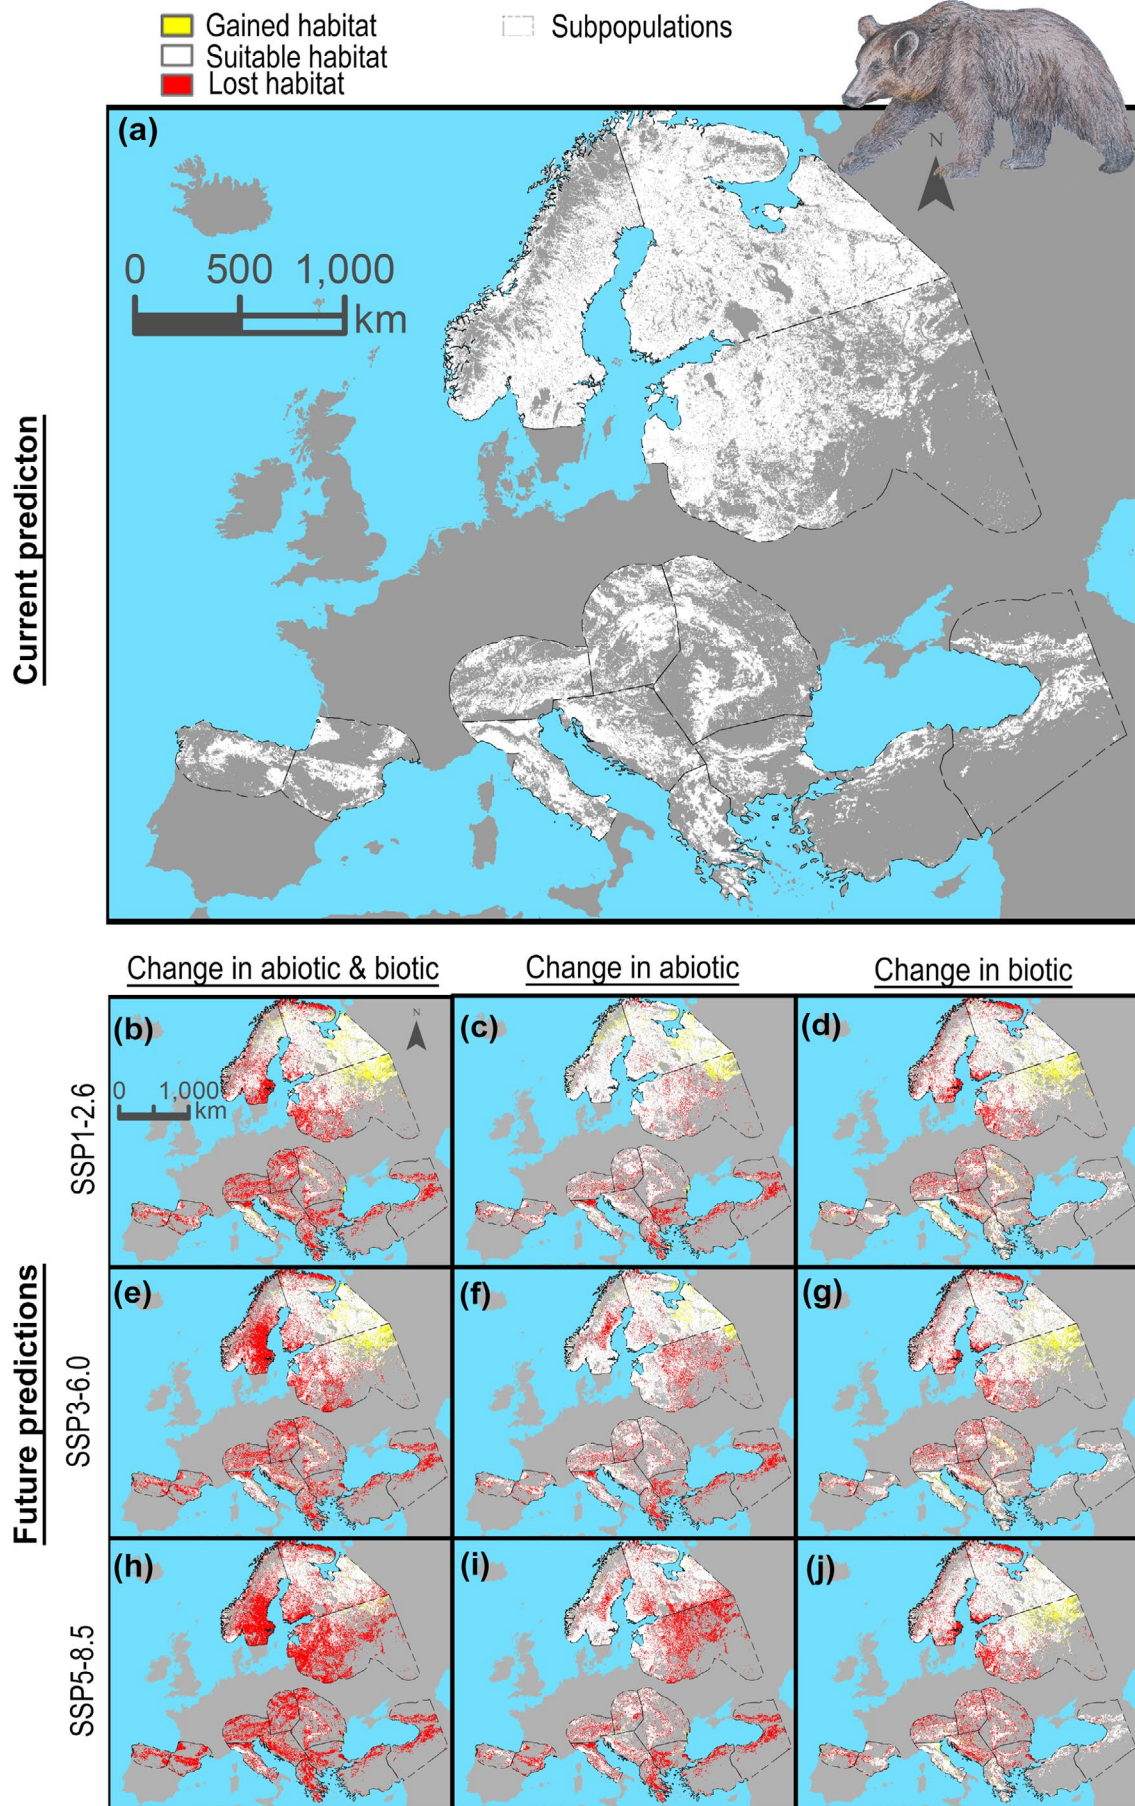 Gained habitat
Suitable habitat
Lost habitat
Subpopulations
(a)
N
0 500 1,000
km
Current predicton
Change in abiotic & biotic
Change in abiotic
Change in biotic
Future predictions
SSP1-2.6
(b)
N
0 1,000
km
(c)
(d)
SSP3-6.0
(e)
(f)
(g)
SSP5-8.5
(h)
(i)
(j)